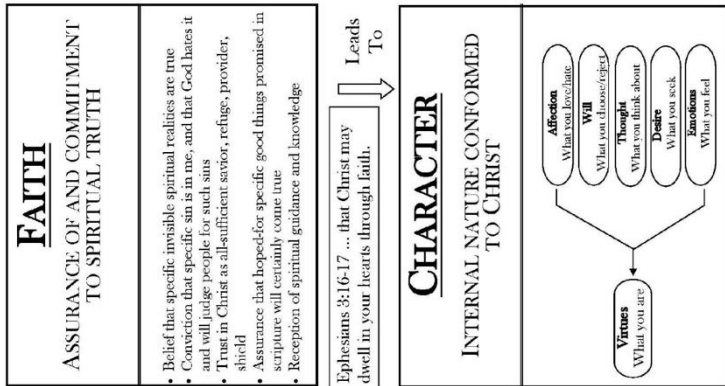 FAITH
ASSURANCE OF AND COMMITMENT
TO SPIRITUAL TRUTH
• Belief that specific invisible spiritual realities are true
• Conviction that specific sin is in me, and that God hates it
and will judge people for such sins
• Trust in Christ as all-sufficient savior, refuge, provider,
shield
• Assurance that hoped-for specific good things promised in
scripture will certainly come true
• Reception of spiritual guidance and knowledge
Ephesians 3:16-17 ... that Christ may
dwell in your hearts through faith.
Leads
To
CHARACTER
INTERNAL NATURE CONFORMED
TO CHRIST
Virtues
What you are
Affection
What you love/hate
Will
What you choose/reject
Thought
What you think about
Desire
What you seek
Emotions
What you feel